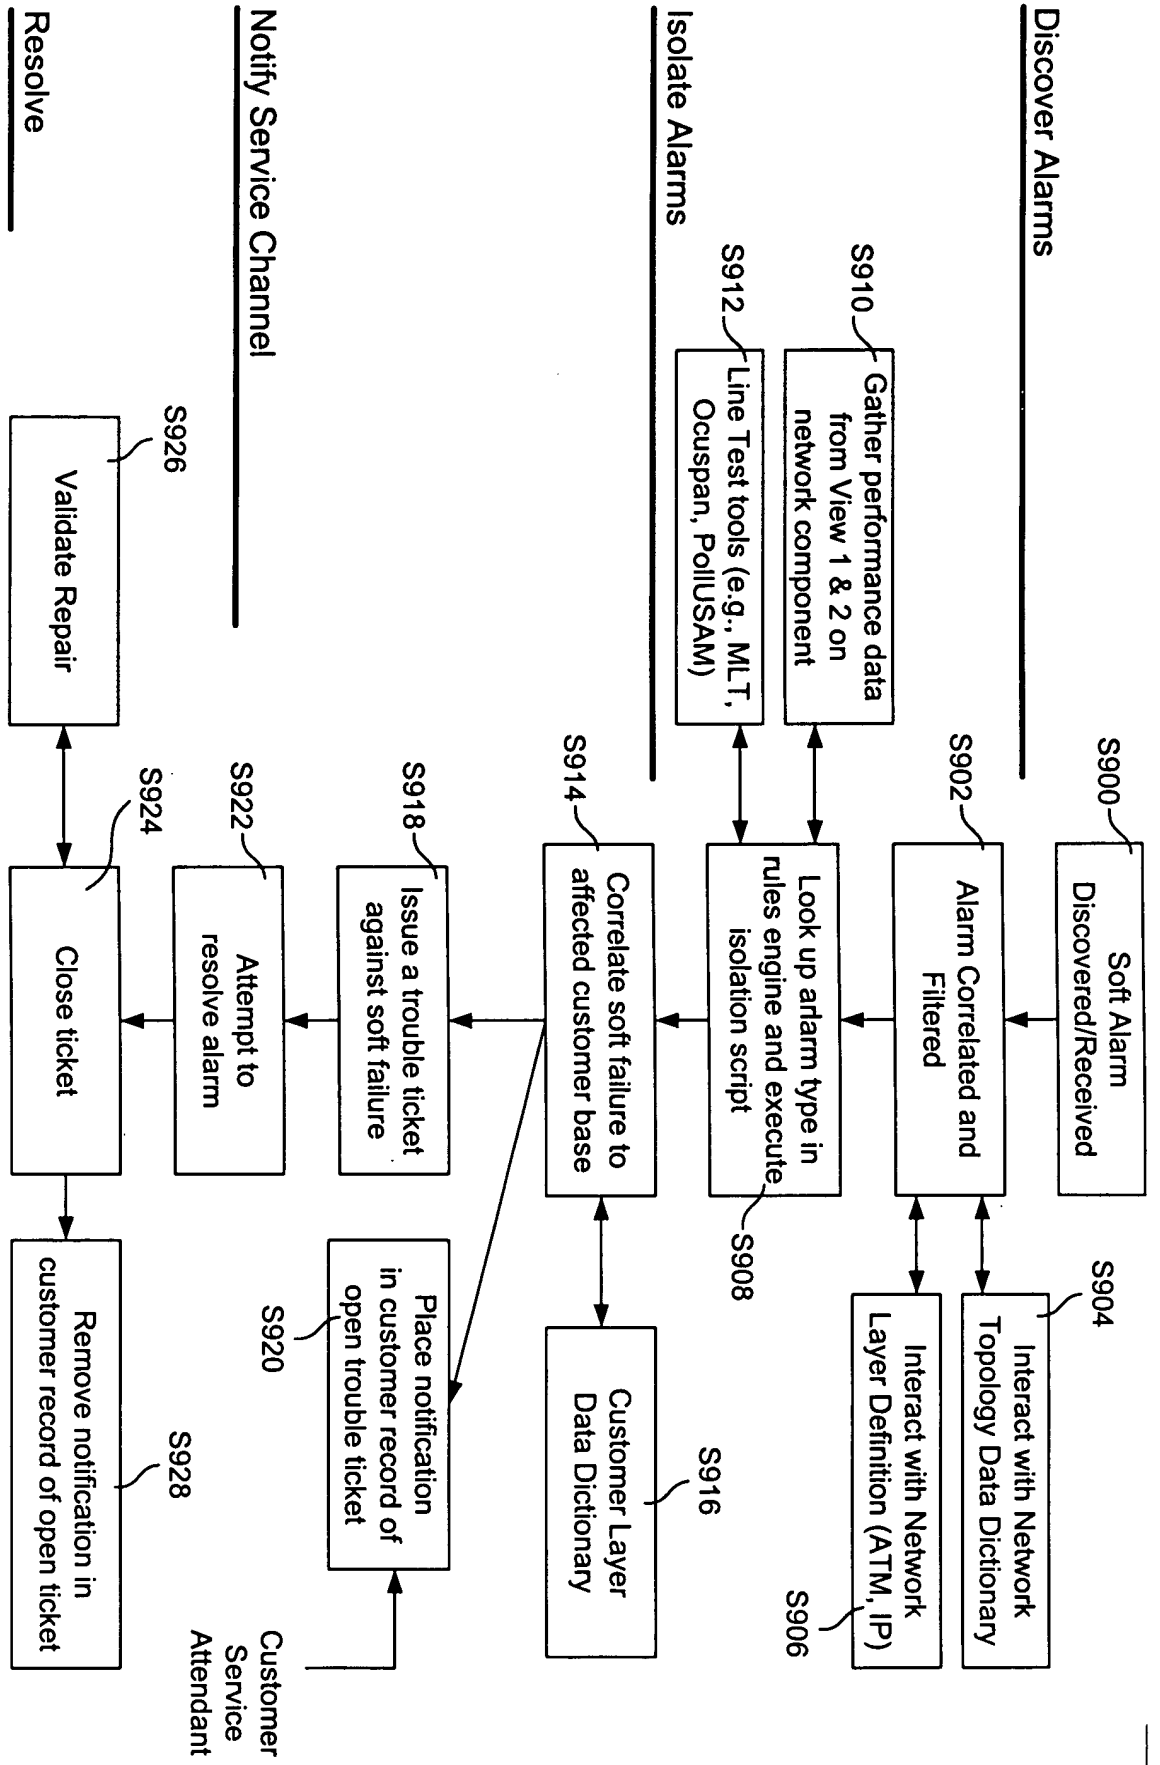 Discover Alarms
S900
Soft Alarm
Discovered/Received
S902
Alarm Correlated and
Filtered
S904
Interact with Network
Topology Data Dictionary
Interact with Network
Layer Definition (ATM, IP)
S906
Isolate Alarms
S910
Gather performance data
from View 1 & 2 on
network component
S912
Line Test tools (e.g., MLT,
Ocuspan, PollUSAM)
Look up arlarm type in
rules engine and execute
isolation script
S908
S914
Correlate soft failure to
affected customer base
S916
Customer Layer
Data Dictionary
Notify Service Channel
S918
Issue a trouble ticket
against soft failure
Place notification
in customer record of
open trouble ticket
S920
Customer
Service
Attendant
S922
Attempt to
resolve alarm
Resolve
S926
Validate Repair
S924
Close ticket
S928
Remove notification in
customer record of open ticket